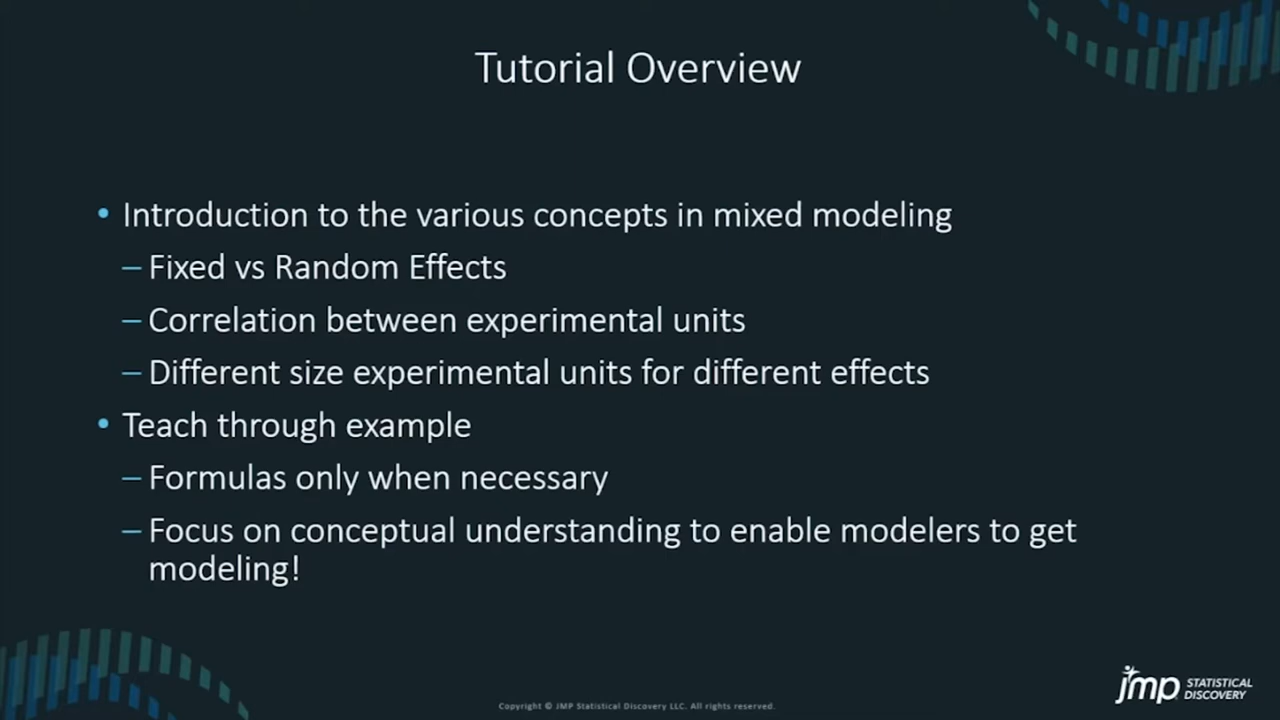 Tutorial Overview
• Introduction to the various concepts in mixed modeling
– Fixed vs Random Effects
– Correlation between experimental units
– Different size experimental units for different effects
• Teach through example
– Formulas only when necessary
– Focus on conceptual understanding to enable modelers to get
modeling!
jmp STATISTICAL
DISCOVERY
Copyright © JMP Statistical Discovery LLC. All rights reserved.